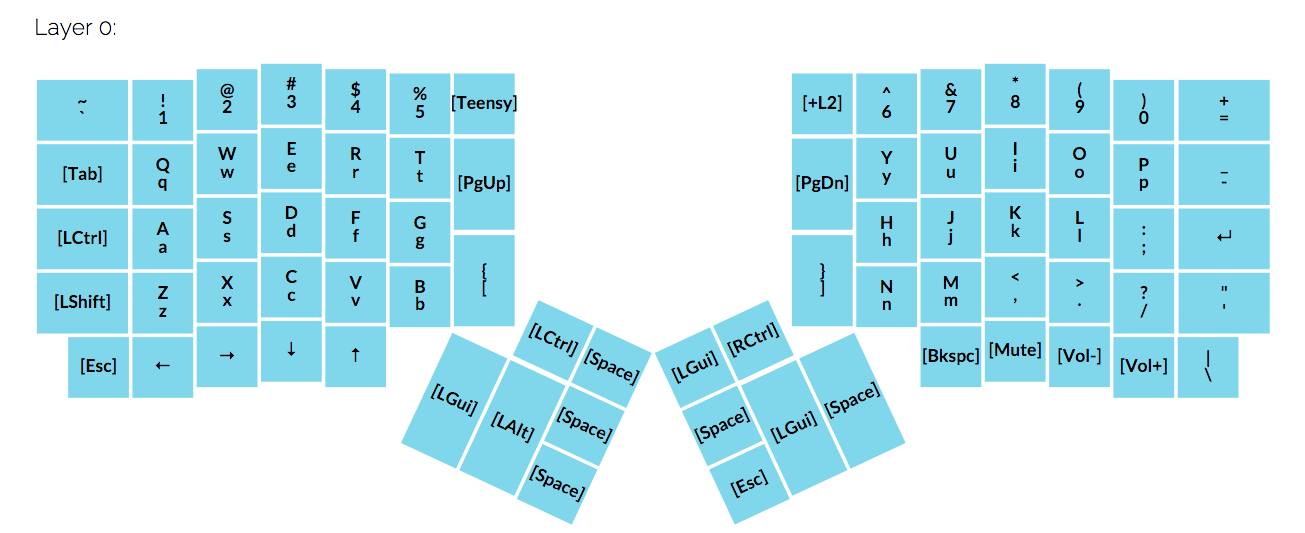 Layer 0:
~ ! @ # $ % [Teensy] [+L2] ^ & * ( ) +
` 1 2 3 4 5 6 7 8 9 0 =
[Tab] Q W E R T [PgUp] [PgDn] Y U I O P _
q w e r t y u i o p -
[LCtrl] A S D F G H J K L : ↵
a s d f g h j k l ;
[LShift] Z X C V B { } N M < > ? "
z x c v b [ ] n m , . / '
[Esc] ← → ↓ ↑ [Bkspc] [Mute] [Vol-] [Vol+] |
\
[LCtrl] [Space] [LGui] [RCtrl]
[LGui] [LAlt] [Space] [Space] [LGui] [Space]
[Space] [Esc]